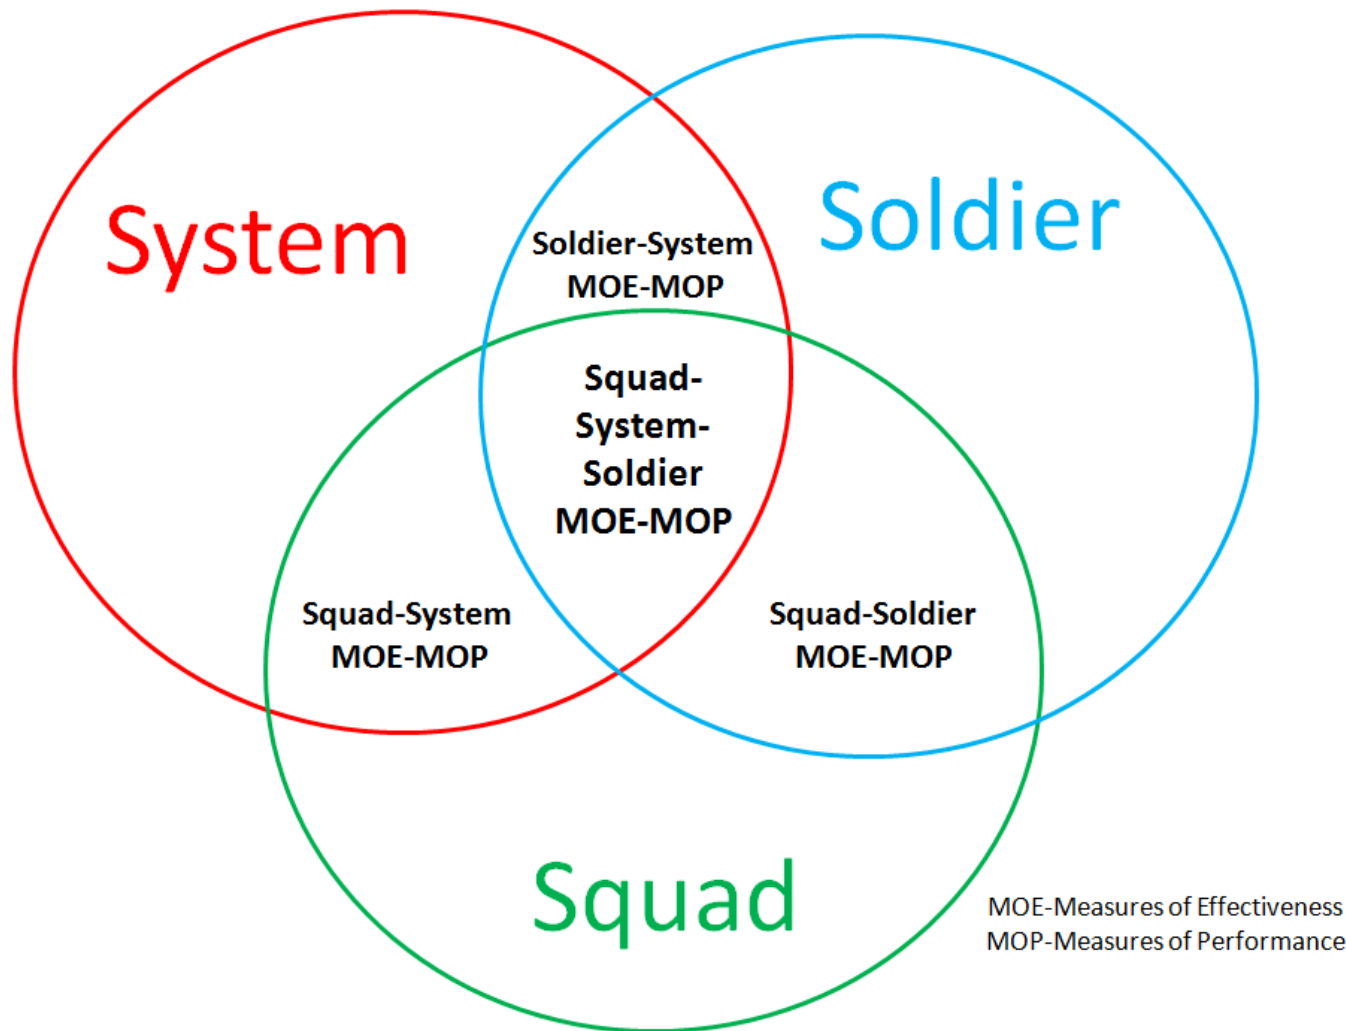 System
Soldier
Soldier-System
MOE-MOP
Squad-
System-
Soldier
MOE-MOP
Squad-System
MOE-MOP
Squad-Soldier
MOE-MOP
Squad
MOE-Measures of Effectiveness
MOP-Measures of Performance